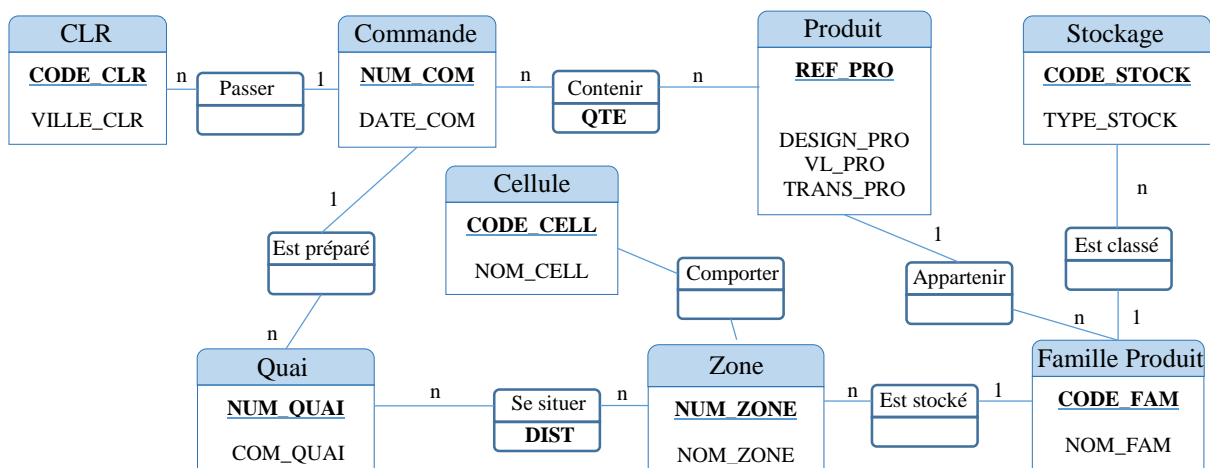 CLR
CODE_CLR
VILLE_CLR
n
Passer
1
Commande
NUM_COM
DATE_COM
n
Contenir
QTE
n
Produit
REF_PRO
DESIGN_PRO
VL_PRO
TRANS_PRO
Stockage
CODE_STOCK
TYPE_STOCK
1
Est préparé
n
Cellule
CODE_CELL
NOM_CELL
Comporter
1
Appartenir
n
n
Est classé
1
Quai
NUM_QUAI
COM_QUAI
n
Se situer
DIST
n
Zone
NUM_ZONE
NOM_ZONE
n
Est stocké
1
Famille Produit
CODE_FAM
NOM_FAM